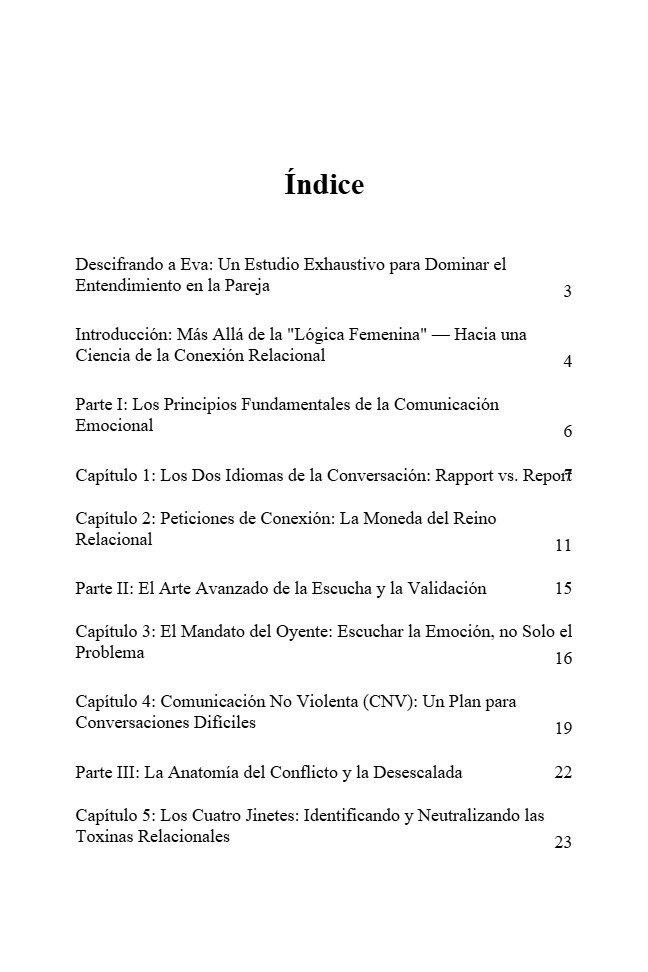 Índice
Descifrando a Eva: Un Estudio Exhaustivo para Dominar el
Entendimiento en la Pareja
3
Introducción: Más Allá de la "Lógica Femenina" — Hacia una
Ciencia de la Conexión Relacional
4
Parte I: Los Principios Fundamentales de la Comunicación
Emocional
6
Capítulo 1: Los Dos Idiomas de la Conversación: Rapport vs. Report 7
Capítulo 2: Peticiones de Conexión: La Moneda del Reino
Relacional
11
Parte II: El Arte Avanzado de la Escucha y la Validación 15
Capítulo 3: El Mandato del Oyente: Escuchar la Emoción, no Solo el
Problema
16
Capítulo 4: Comunicación No Violenta (CNV): Un Plan para
Conversaciones Difíciles
19
Parte III: La Anatomía del Conflicto y la Desescalada 22
Capítulo 5: Los Cuatro Jinetes: Identificando y Neutralizando las
Toxinas Relacionales
23